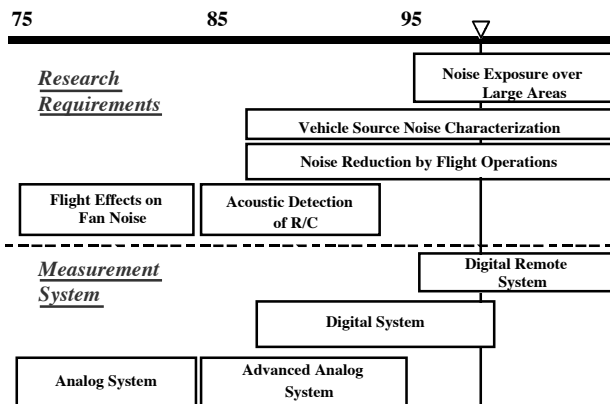 75 85 95
Research
Requirements
Noise Exposure over
Large Areas
Vehicle Source Noise Characterization
Noise Reduction by Flight Operations
Flight Effects on
Fan Noise
Acoustic Detection
of R/C
Measurement
System
Digital Remote
System
Digital System
Analog System
Advanced Analog
System